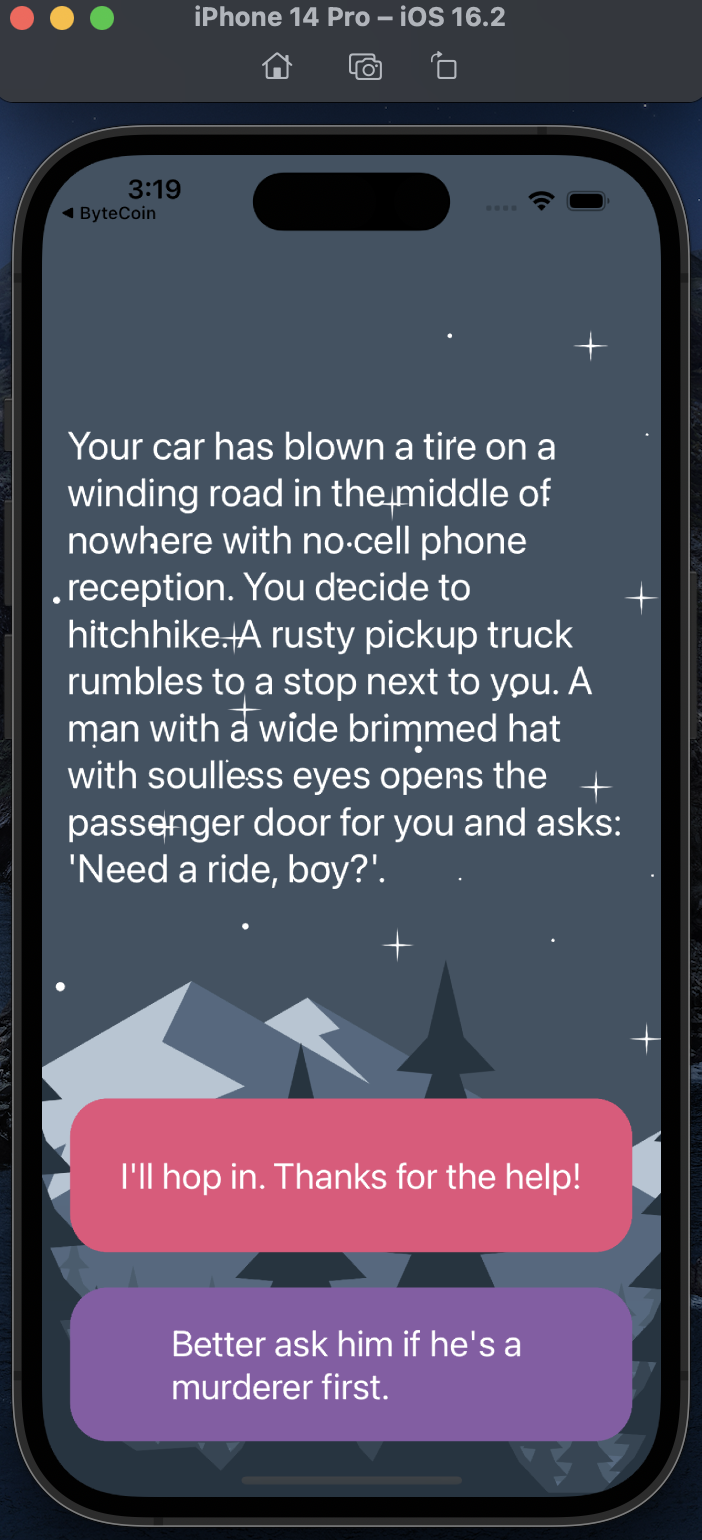 iPhone 14 Pro – iOS 16.2
3:19
◀ ByteCoin
Your car has blown a tire on a
winding road in the middle of
nowhere with no cell phone
reception. You decide to
hitchhike. A rusty pickup truck
rumbles to a stop next to you. A
man with a wide brimmed hat
with soulless eyes opens the
passenger door for you and asks:
'Need a ride, boy?'.
I'll hop in. Thanks for the help!
Better ask him if he's a
murderer first.